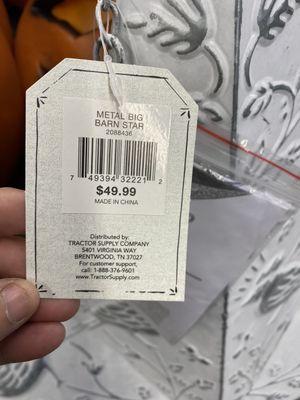 METAL BIG
BARN STAR
2088436
7 49394 32221 2
$49.99
MADE IN CHINA
Distributed by:
TRACTOR SUPPLY COMPANY
5401 VIRGINIA WAY
BRENTWOOD, TN 37027
For customer support,
call: 1-888-376-9601
www.TractorSupply.com